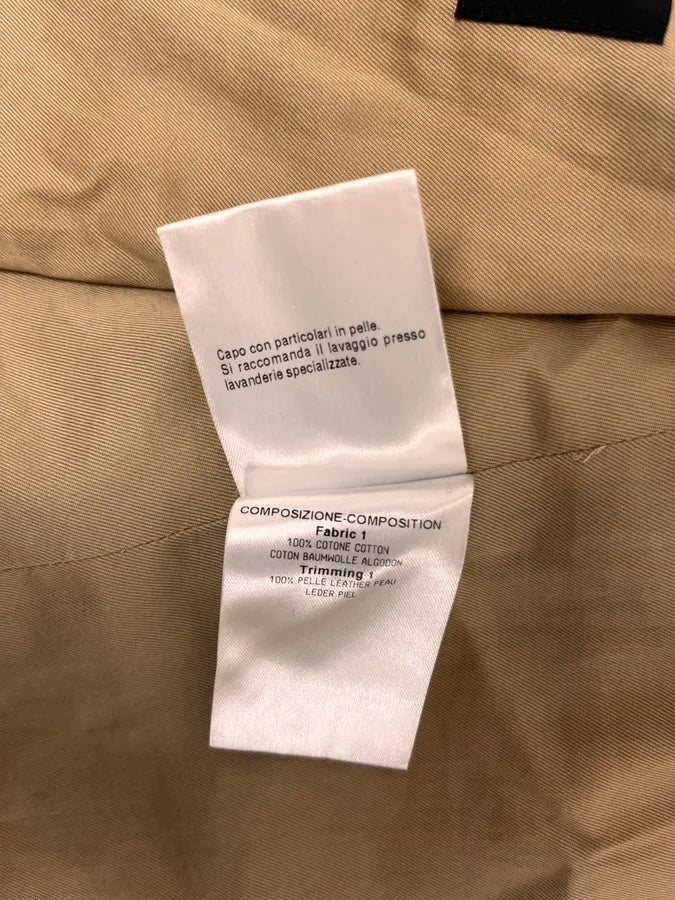 Capo con particolari in pelle.
Si raccomanda il lavaggio presso
lavanderie specializzate.
COMPOSIZIONE-COMPOSITION
Fabric 1
100% COTONE COTTON
COTON BAUMWOLLE ALGODON
Trimming 1
100% PELLE LEATHER PEAU
LEDER PIEL